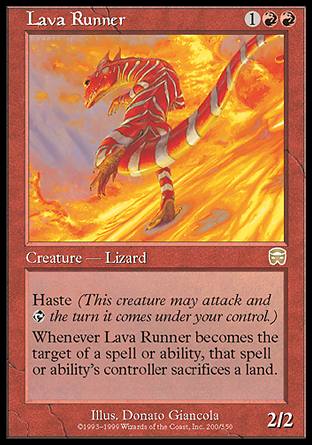 Lava Runner 1
Creature — Lizard
Haste (This creature may attack and
the turn it comes under your control.)
Whenever Lava Runner becomes the
target of a spell or ability, that spell
or ability's controller sacrifices a land.
2/2
Illus. Donato Giancola
©1993-1999 Wizards of the Coast, Inc. 200/350